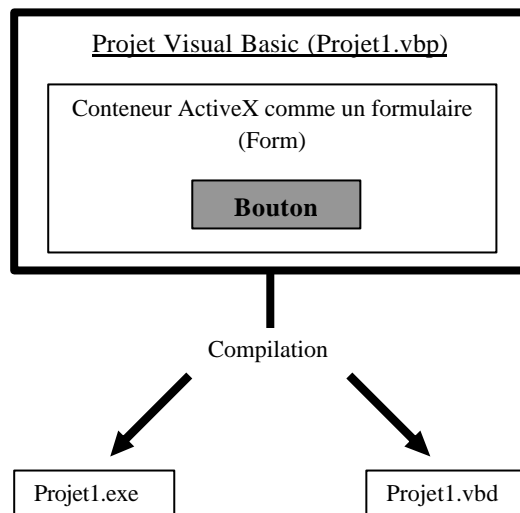 Projet Visual Basic (Projet1.vbp)
Conteneur ActiveX comme un formulaire
(Form)
Bouton
Compilation
Projet1.exe
Projet1.vbd